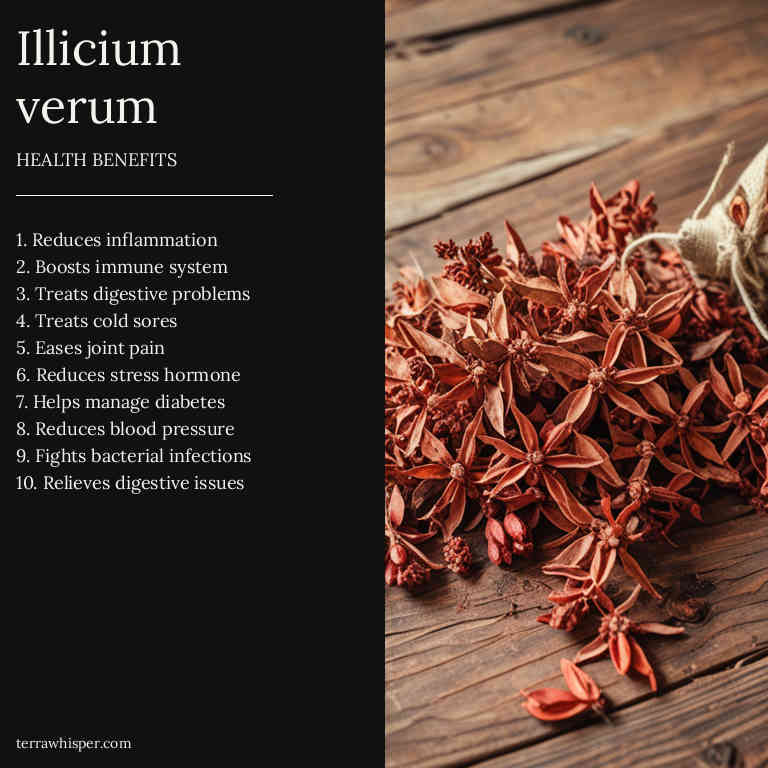 Illicium
verum
HEALTH BENEFITS
1. Reduces inflammation
2. Boosts immune system
3. Treats digestive problems
4. Treats cold sores
5. Eases joint pain
6. Reduces stress hormone
7. Helps manage diabetes
8. Reduces blood pressure
9. Fights bacterial infections
10. Relieves digestive issues
terrawhisper.com